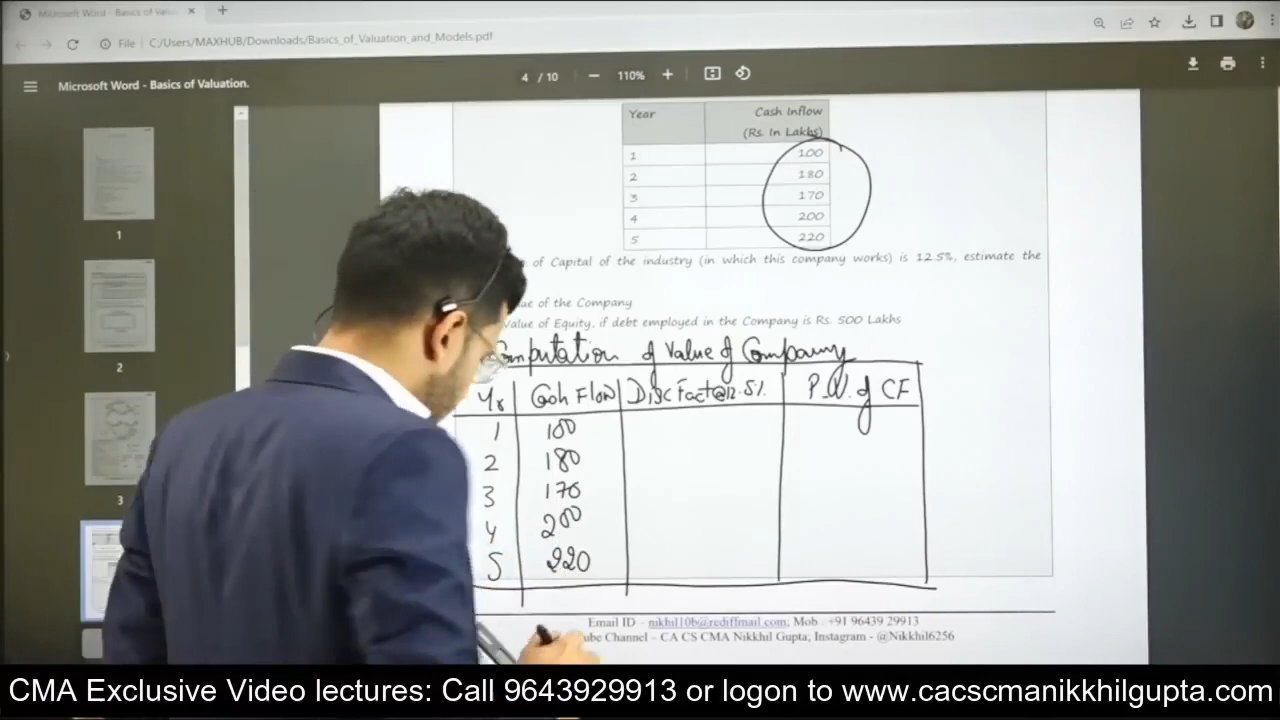 Microsoft Word - Basics of Valua
File
C:/Users/MAXHUB/Downloads/Basics_of_Valuation_and_Models.pdf
Microsoft Word - Basics of Valuation.
4 / 10
110%
1
2
3
Year Cash Inflow
(Rs. In Lakhs)
1 100
2 180
3 170
4 200
5 220
of Capital of the industry (in which this company works) is 12.5%, estimate the
of the Company
Value of Equity, if debt employed in the Company is Rs. 500 Lakhs
Computation of Value of Company
Yr Cash Flow Disc Fact@12.5% P.V. of CF
1 100
2 180
3 170
4 200
5 220
Email ID – nikhil10b@rediffmail.com; Mob : +91 96439 29913
Channel – CA CS CMA Nikkhil Gupta; Instagram - @Nikkhil6256
CMA Exclusive Video lectures: Call 9643929913 or logon to www.cacscmanikkhilgupta.com